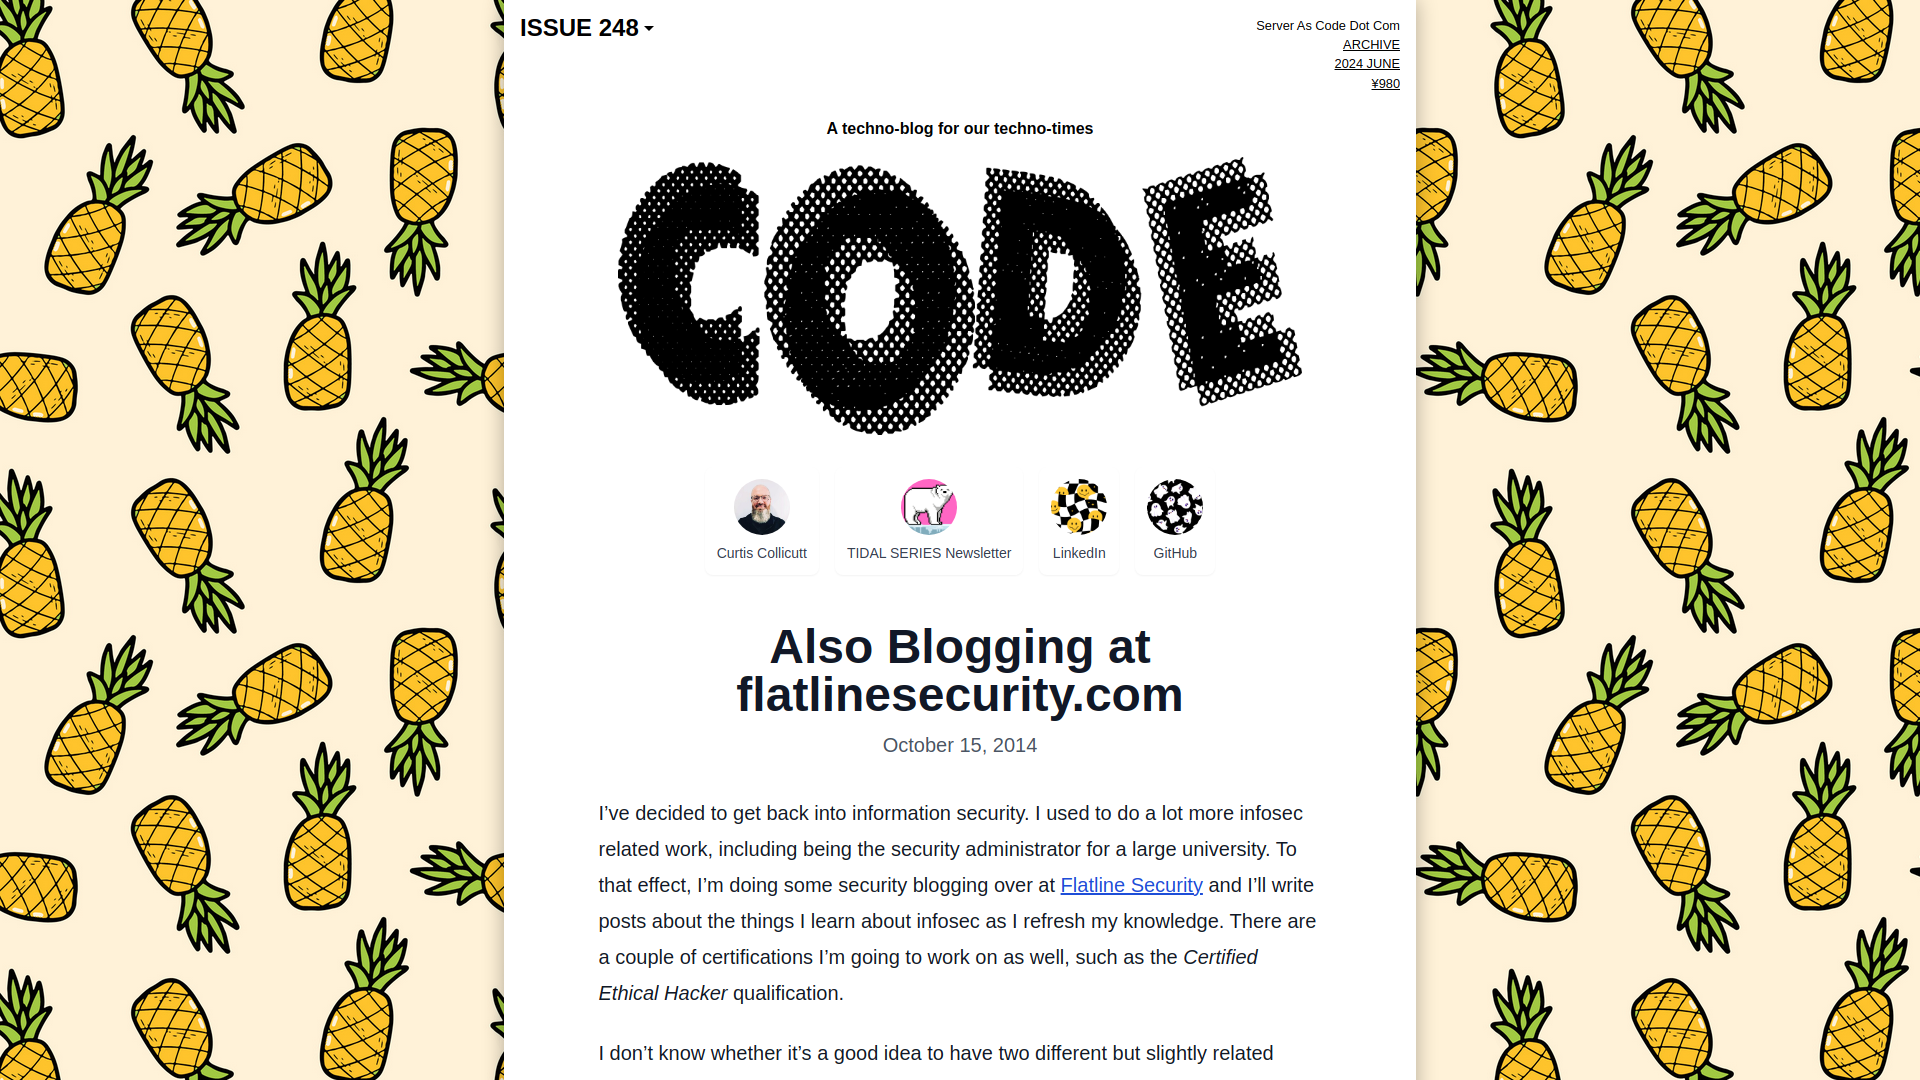 ISSUE 248
Server As Code Dot Com
ARCHIVE
2024 JUNE
¥980
A techno-blog for our techno-times
CODE
Curtis Collicutt
TIDAL SERIES Newsletter
LinkedIn
GitHub
Also Blogging at
flatlinesecurity.com
October 15, 2014
I’ve decided to get back into information security. I used to do a lot more infosec
related work, including being the security administrator for a large university. To
that effect, I’m doing some security blogging over at Flatline Security and I’ll write
posts about the things I learn about infosec as I refresh my knowledge. There are
a couple of certifications I’m going to work on as well, such as the Certified
Ethical Hacker qualification.
I don’t know whether it’s a good idea to have two different but slightly related